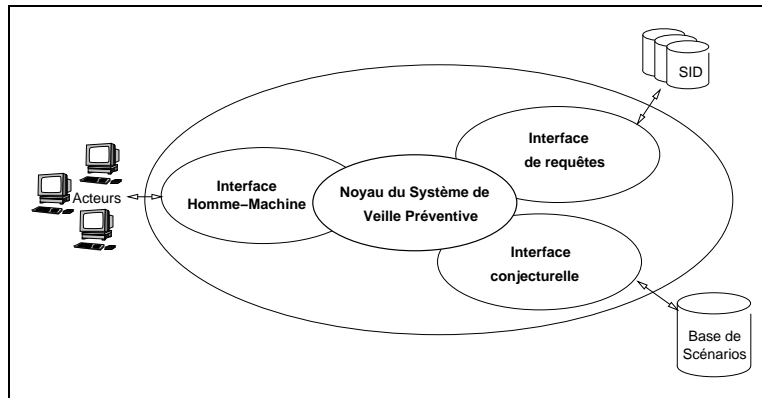 SID
Interface
de requêtes
Acteurs
Interface
Homme−Machine
Noyau du Système de
Veille Préventive
Interface
conjecturelle
Base de
Scénarios